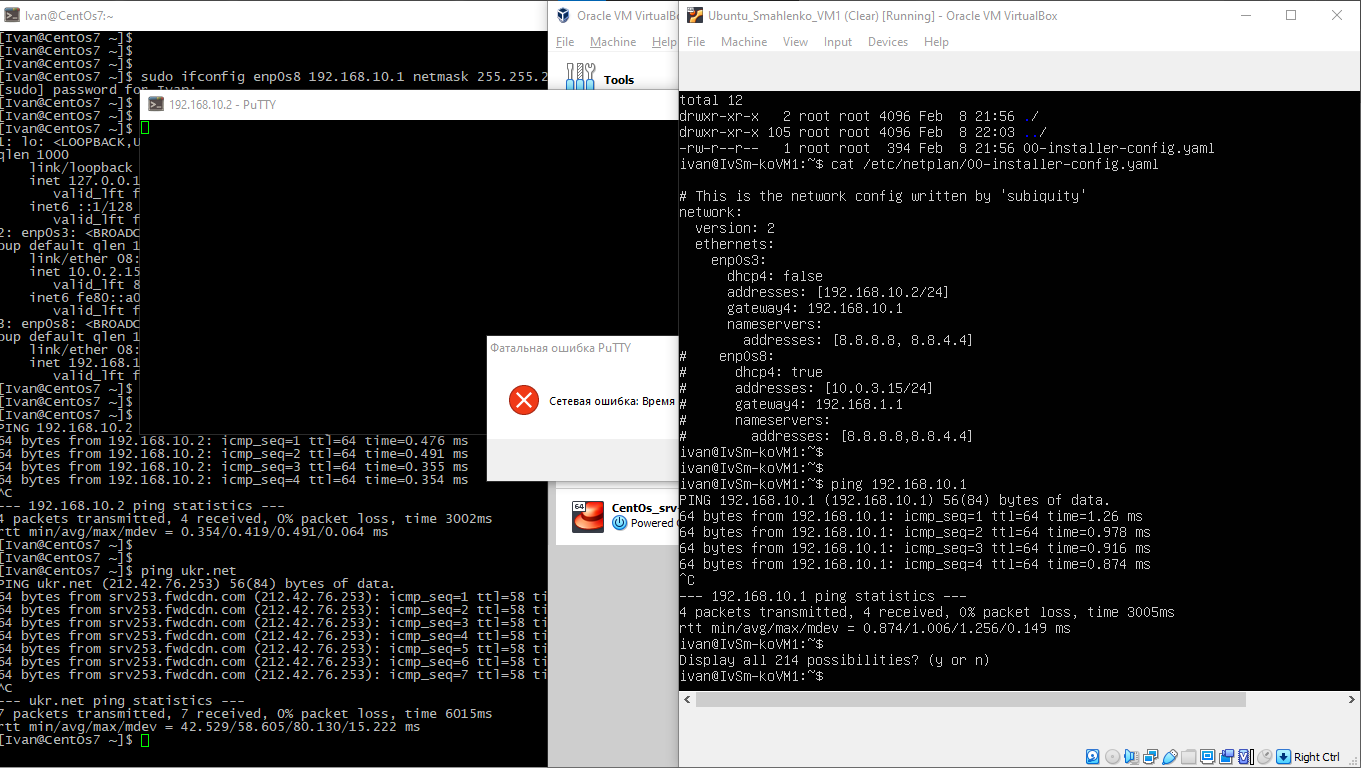 Ivan@CentOs7:~
[Ivan@CentOs7 ~]$
[Ivan@CentOs7 ~]$
[Ivan@CentOs7 ~]$
[Ivan@CentOs7 ~]$ sudo ifconfig enp0s8 192.168.10.1 netmask 255.255.2
[sudo] password for Ivan:
[Ivan@CentOs7 ~]$
[Ivan@CentOs7 ~]$
[Ivan@CentOs7 ~]$
1: lo: <LOOPBACK,U
qlen 1000
link/loopback
inet 127.0.0.1
valid_lft f
inet6 ::1/128
valid_lft f
2: enp0s3: <BROADC
oup default qlen 1
link/ether 08:
inet 10.0.2.15
valid_lft 8
inet6 fe80::a0
valid_lft f
3: enp0s8: <BROADC
oup default qlen 1
link/ether 08:
inet 192.168.1
valid_lft f
[Ivan@CentOs7 ~]$
[Ivan@CentOs7 ~]$
[Ivan@CentOs7 ~]$
PING 192.168.10.2
64 bytes from 192.168.10.2: icmp_seq=1 ttl=64 time=0.476 ms
64 bytes from 192.168.10.2: icmp_seq=2 ttl=64 time=0.491 ms
64 bytes from 192.168.10.2: icmp_seq=3 ttl=64 time=0.355 ms
64 bytes from 192.168.10.2: icmp_seq=4 ttl=64 time=0.354 ms
^C
--- 192.168.10.2 ping statistics ---
4 packets transmitted, 4 received, 0% packet loss, time 3002ms
rtt min/avg/max/mdev = 0.354/0.419/0.491/0.064 ms
[Ivan@CentOs7 ~]$
[Ivan@CentOs7 ~]$
[Ivan@CentOs7 ~]$ ping ukr.net
PING ukr.net (212.42.76.253) 56(84) bytes of data.
64 bytes from srv253.fwdcdn.com (212.42.76.253): icmp_seq=1 ttl=58 ti
64 bytes from srv253.fwdcdn.com (212.42.76.253): icmp_seq=2 ttl=58 ti
64 bytes from srv253.fwdcdn.com (212.42.76.253): icmp_seq=3 ttl=58 ti
64 bytes from srv253.fwdcdn.com (212.42.76.253): icmp_seq=4 ttl=58 ti
64 bytes from srv253.fwdcdn.com (212.42.76.253): icmp_seq=5 ttl=58 ti
64 bytes from srv253.fwdcdn.com (212.42.76.253): icmp_seq=6 ttl=58 ti
64 bytes from srv253.fwdcdn.com (212.42.76.253): icmp_seq=7 ttl=58 ti
^C
--- ukr.net ping statistics ---
7 packets transmitted, 7 received, 0% packet loss, time 6015ms
rtt min/avg/max/mdev = 42.529/58.605/80.130/15.222 ms
[Ivan@CentOs7 ~]$
192.168.10.2 - PuTTY
Фатальная ошибка PuTTY
Сетевая ошибка: Время
Oracle VM VirtualBo
File Machine Help
Tools
64
CentOs_srv
Powered
Ubuntu_Smahlenko_VM1 (Clear) [Running] - Oracle VM VirtualBox
File Machine View Input Devices Help
total 12
drwxr-xr-x 2 root root 4096 Feb 8 21:56 ./
drwxr-xr-x 105 root root 4096 Feb 8 22:03 ../
-rw-r--r-- 1 root root 394 Feb 8 21:56 00-installer-config.yaml
ivan@IvSm-koVM1:~$ cat /etc/netplan/00-installer-config.yaml
# This is the network config written by 'subiquity'
network:
version: 2
ethernets:
enp0s3:
dhcp4: false
addresses: [192.168.10.2/24]
gateway4: 192.168.10.1
nameservers:
addresses: [8.8.8.8, 8.8.4.4]
# enp0s8:
# dhcp4: true
# addresses: [10.0.3.15/24]
# gateway4: 192.168.1.1
# nameservers:
# addresses: [8.8.8.8,8.8.4.4]
ivan@IvSm-koVM1:~$
ivan@IvSm-koVM1:~$
ivan@IvSm-koVM1:~$ ping 192.168.10.1
PING 192.168.10.1 (192.168.10.1) 56(84) bytes of data.
64 bytes from 192.168.10.1: icmp_seq=1 ttl=64 time=1.26 ms
64 bytes from 192.168.10.1: icmp_seq=2 ttl=64 time=0.978 ms
64 bytes from 192.168.10.1: icmp_seq=3 ttl=64 time=0.916 ms
64 bytes from 192.168.10.1: icmp_seq=4 ttl=64 time=0.874 ms
^C
--- 192.168.10.1 ping statistics ---
4 packets transmitted, 4 received, 0% packet loss, time 3005ms
rtt min/avg/max/mdev = 0.874/1.006/1.256/0.149 ms
ivan@IvSm-koVM1:~$
Display all 214 possibilities? (y or n)
ivan@IvSm-koVM1:~$
Right Ctrl